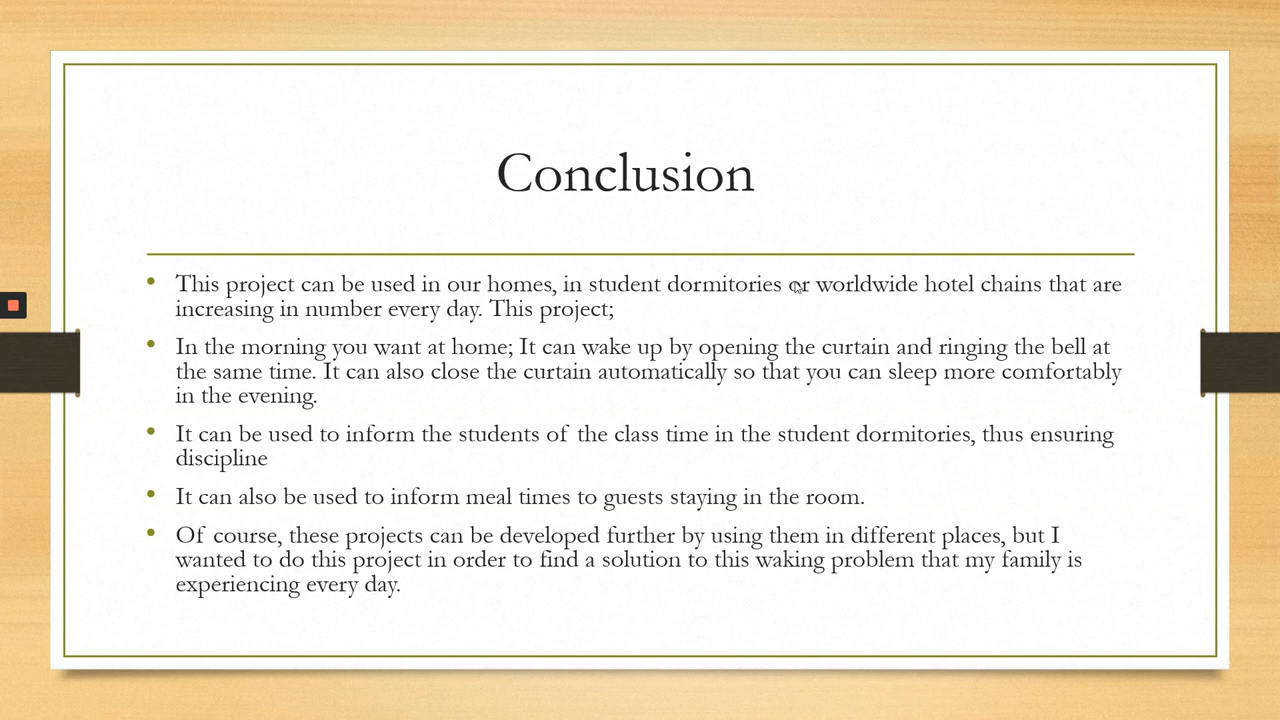 Conclusion
This project can be used in our homes, in student dormitories or worldwide hotel chains that are
increasing in number every day. This project;
In the morning you want at home; It can wake up by opening the curtain and ringing the bell at
the same time. It can also close the curtain automatically so that you can sleep more comfortably
in the evening.
It can be used to inform the students of the class time in the student dormitories, thus ensuring
discipline
It can also be used to inform meal times to guests staying in the room.
Of course, these projects can be developed further by using them in different places, but I
wanted to do this project in order to find a solution to this waking problem that my family is
experiencing every day.